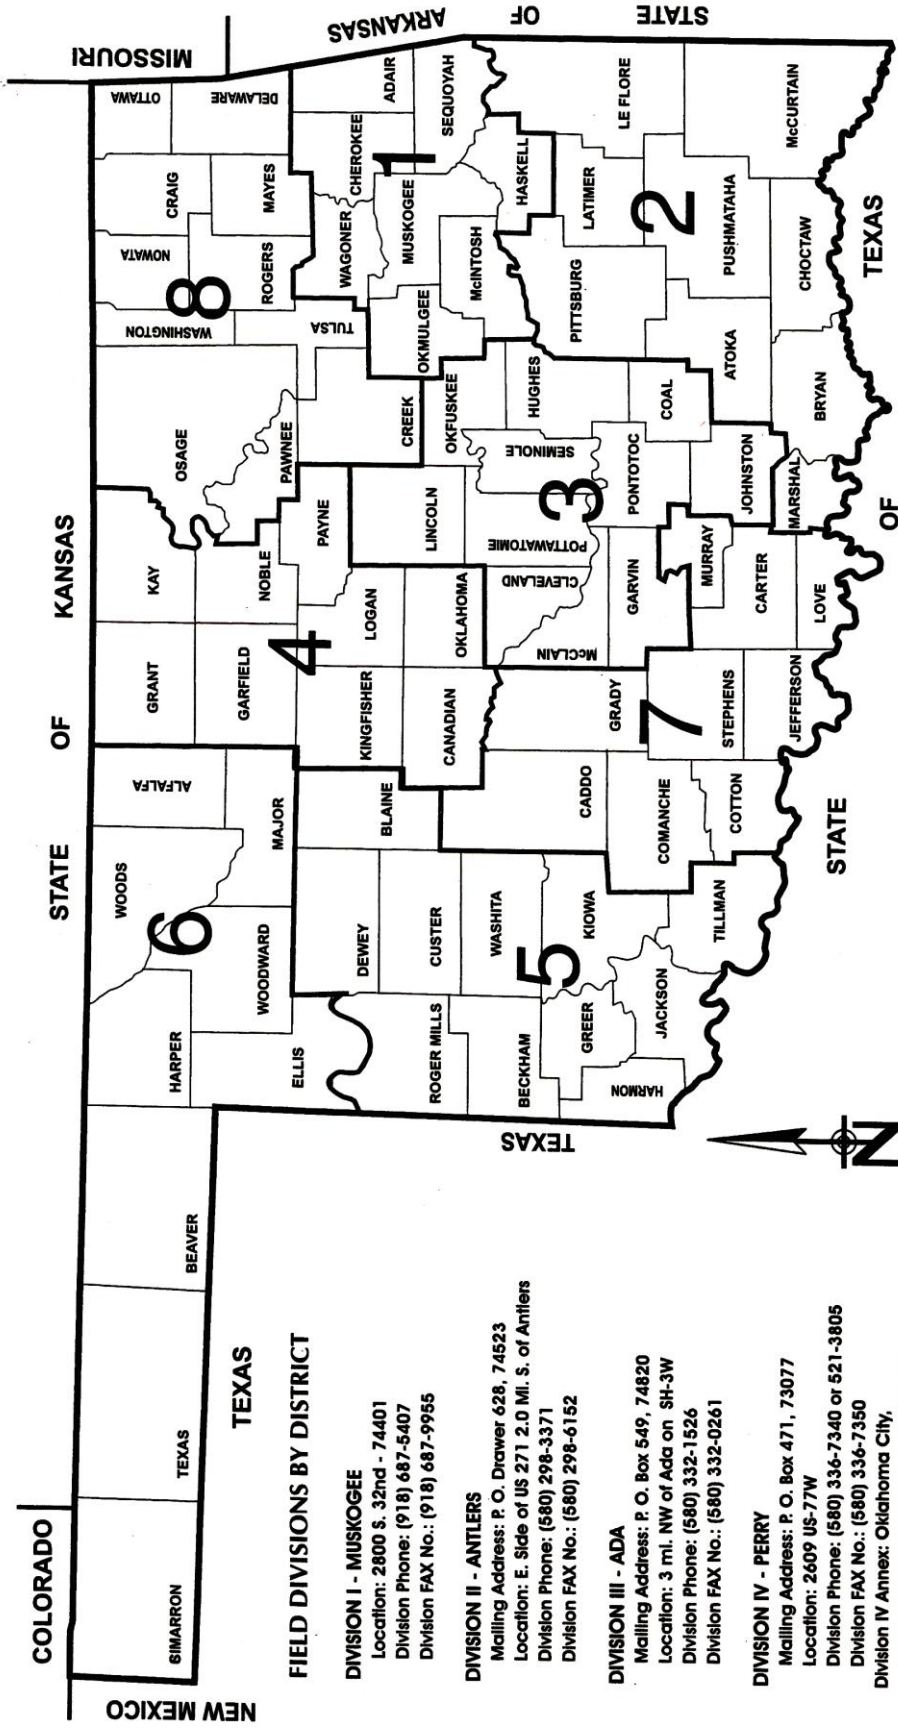 COLORADO
STATE OF KANSAS
MISSOURI
NEW MEXICO
CIMARRON
TEXAS
BEAVER
HARPER
WOODS
ALFALFA
GRANT
KAY
OSAGE
WASHINGTON
NOWATA
CRAIG
OTTAWA
6
8
ELLIS
WOODWARD
MAJOR
GARFIELD
NOBLE
PAWNEE
ROGERS
MAYES
DELAWARE
4
TEXAS
ROGER MILLS
DEWEY
BLAINE
KINGFISHER
LOGAN
PAYNE
CREEK
TULSA
WAGONER
CHEROKEE
ADAIR
1
STATE OF ARKANSAS
BECKHAM
CUSTER
CANADIAN
OKLAHOMA
LINCOLN
OKFUSKEE
OKMULGEE
MUSKOGEE
McINTOSH
SEQUOYAH
HASKELL
TEXAS
HARMON
GREER
WASHITA
KIOWA
5
CADDO
GRADY
McCLAIN
CLEVELAND
POTTAWATOMIE
SEMINOLE
HUGHES
PITTSBURG
LATIMER
LE FLORE
3
2
JACKSON
TILLMAN
COMANCHE
COTTON
STEPHENS
7
GARVIN
MURRAY
PONTOTOC
COAL
ATOKA
PUSHMATAHA
McCURTAIN
JEFFERSON
CARTER
LOVE
JOHNSTON
MARSHAL
BRYAN
CHOCTAW
STATE OF TEXAS
N
FIELD DIVISIONS BY DISTRICT
DIVISION I - MUSKOGEE
Location: 2800 S. 32nd - 74401
Division Phone: (918) 687-5407
Division FAX No.: (918) 687-9955
DIVISION II - ANTLERS
Mailing Address: P. O. Drawer 628, 74523
Location: E. Side of US 271 2.0 Mi. S. of Antlers
Division Phone: (580) 298-3371
Division FAX No.: (580) 298-6152
DIVISION III - ADA
Mailing Address: P. O. Box 549, 74820
Location: 3 mi. NW of Ada on SH-3W
Division Phone: (580) 332-1526
Division FAX No.: (580) 332-0261
DIVISION IV - PERRY
Mailing Address: P. O. Box 471, 73077
Location: 2609 US-77W
Division Phone: (580) 336-7340 or 521-3805
Division FAX No.: (580) 336-7350
Division IV Annex: Oklahoma City,